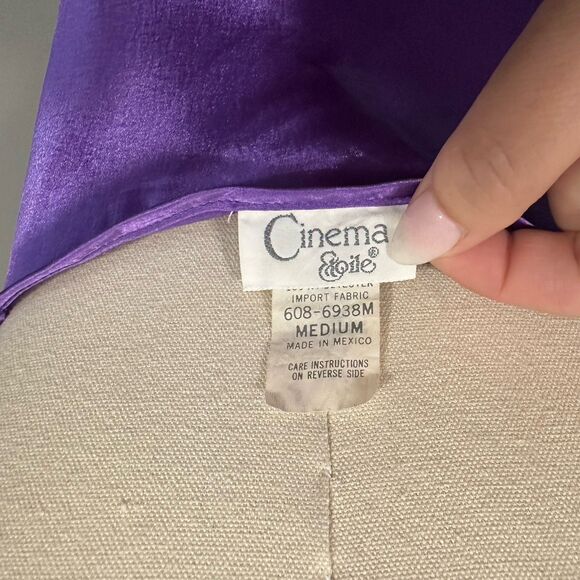 Cinema
Etoile®
IMPORT FABRIC
608-6938M
MEDIUM
MADE IN MEXICO
CARE INSTRUCTIONS
ON REVERSE SIDE